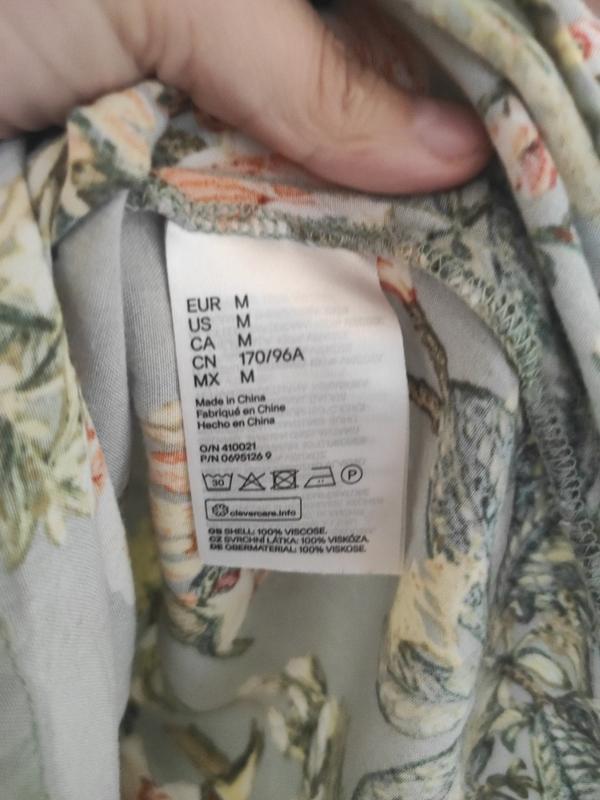 EUR M
US M
CA M
CN 170/96A
MX M
Made in China
Fabriqué en Chine
Hecho en China
O/N 410021
P/N 0695126 9
30
P
clevercare.info
GB SHELL: 100% VISCOSE.
CZ SVRCHNÍ LÁTKA: 100% VISKÓZA.
DE OBERMATERIAL: 100% VISKOSE.